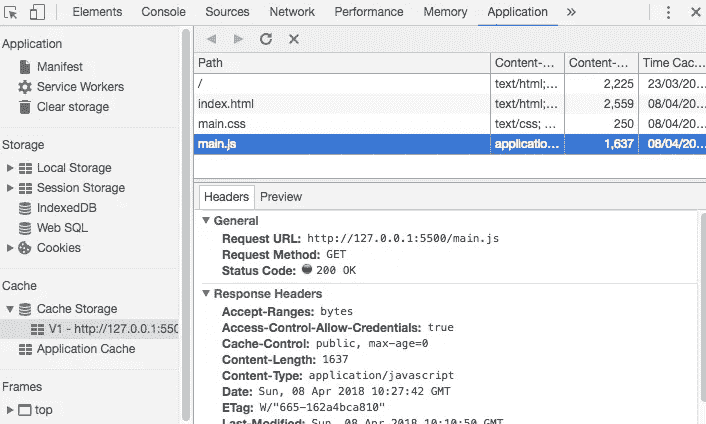 Elements Console Sources Network Performance Memory Application »
Application
Manifest
Service Workers
Clear storage
Storage
Local Storage
Session Storage
IndexedDB
Web SQL
Cookies
Cache
Cache Storage
V1 - http://127.0.0.1:550
Application Cache
Frames
top
Path Content-... Content-... Time Cac...
/ text/html;... 2,225 23/03/20...
index.html text/html;... 2,559 08/04/20...
main.css text/css; ... 250 08/04/20...
main.js applicatio... 1,637 08/04/20...
Headers Preview
General
Request URL: http://127.0.0.1:5500/main.js
Request Method: GET
Status Code: 200 OK
Response Headers
Accept-Ranges: bytes
Access-Control-Allow-Credentials: true
Cache-Control: public, max-age=0
Content-Length: 1637
Content-Type: application/javascript
Date: Sun, 08 Apr 2018 10:27:42 GMT
ETag: W/"665-162a4bca810"
Last-Modified: Sun, 08 Apr 2018 10:10:50 GMT